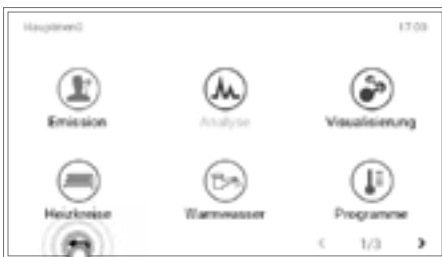 Hauptmenü 17:09
Emission Analyse Visualisierung
Heizkreise Warmwasser Programme
< 1/3 >